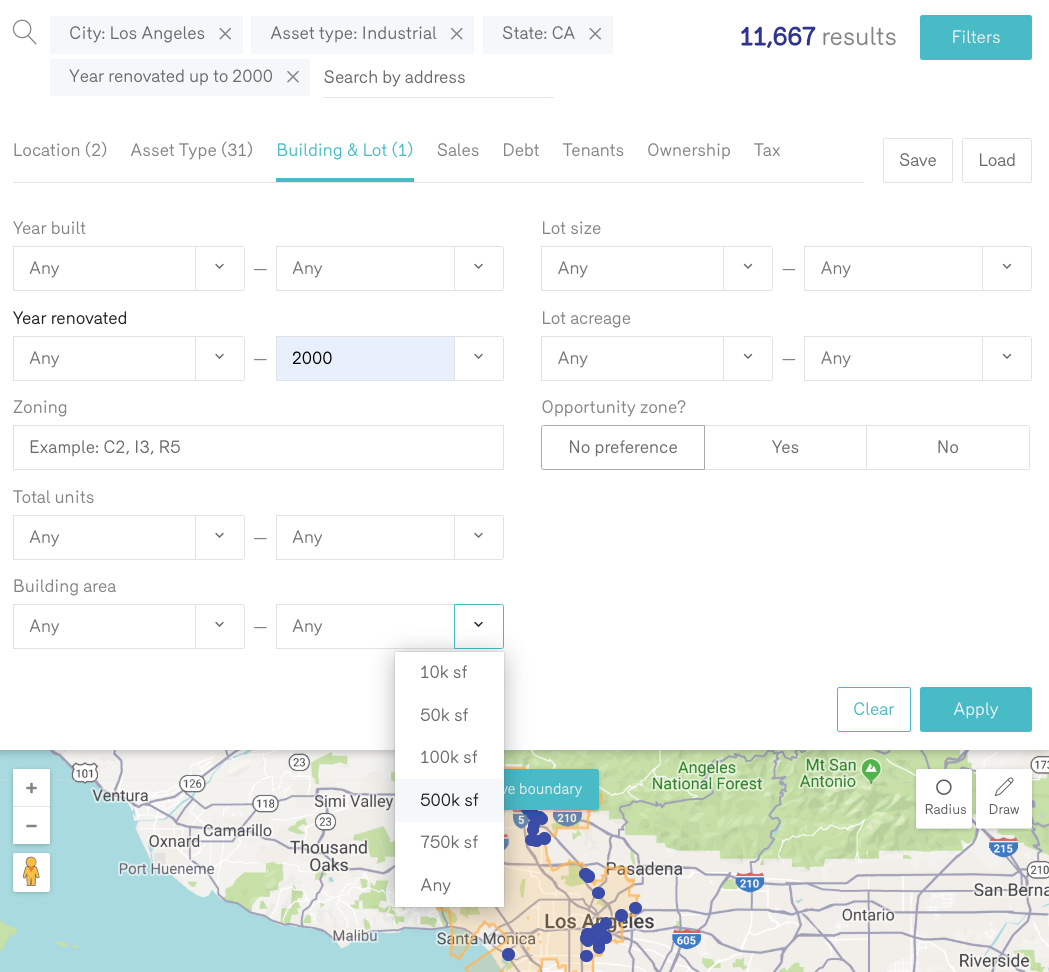 City: Los Angeles
Asset type: Industrial
State: CA
11,667 results
Filters
Year renovated up to 2000
Search by address
Location (2)
Asset Type (31)
Building & Lot (1)
Sales
Debt
Tenants
Ownership
Tax
Save
Load
Year built
Any
—
Any
Lot size
Any
—
Any
Year renovated
Any
—
2000
Lot acreage
Any
—
Any
Zoning
Example: C2, I3, R5
Opportunity zone?
No preference
Yes
No
Total units
Any
—
Any
Building area
Any
—
Any
10k sf
50k sf
100k sf
500k sf
750k sf
Any
Clear
Apply
boundary
+
−
Radius
Draw
101
126
23
118
23
5
210
210
605
215
Ventura
Simi Valley
Camarillo
Oxnard
Thousand
Oaks
Port Hueneme
Malibu
Santa Monica
Los Angeles
Pasadena
Angeles
National Forest
Mt San
Antonio
Ontario
San Berna
Riverside